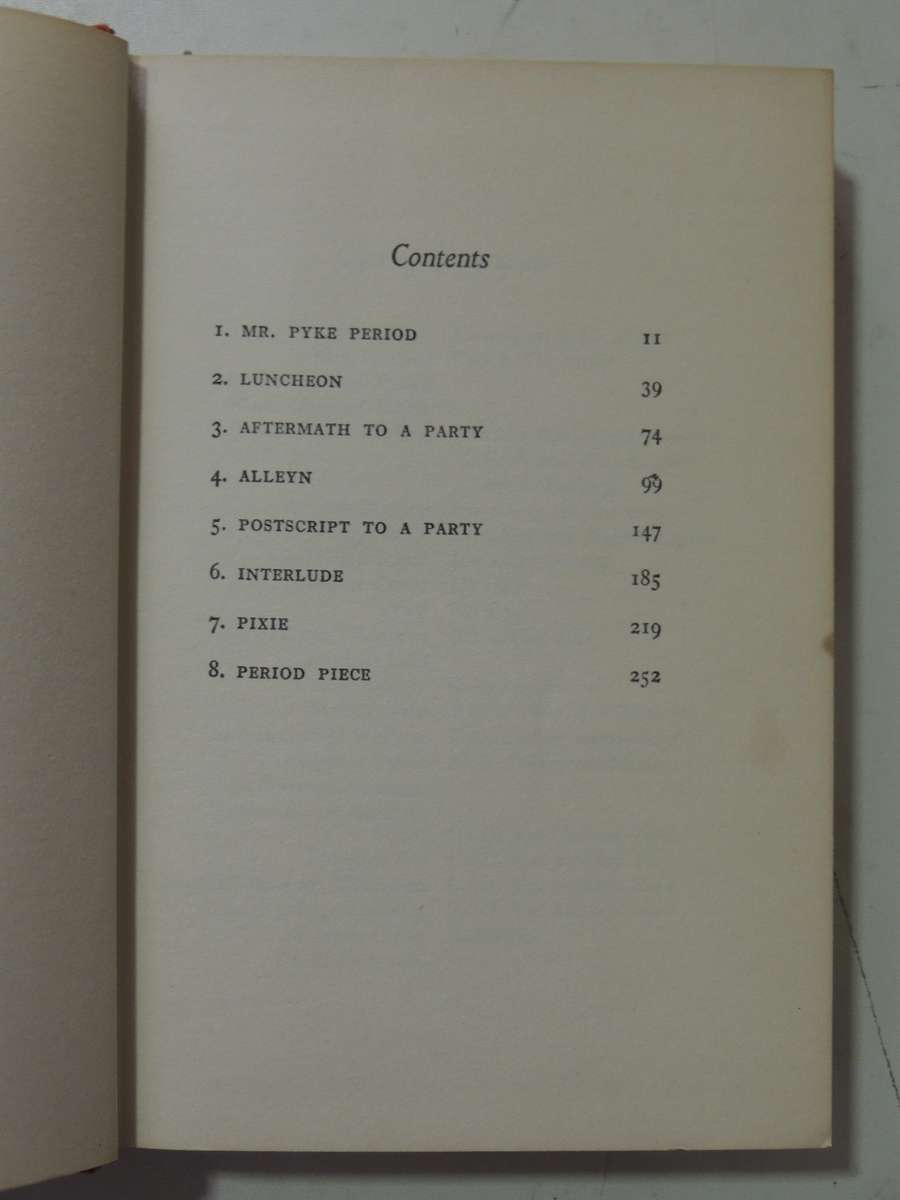 Contents
1. MR. PYKE PERIOD 11
2. LUNCHEON 39
3. AFTERMATH TO A PARTY 74
4. ALLEYN 99
5. POSTSCRIPT TO A PARTY 147
6. INTERLUDE 185
7. PIXIE 219
8. PERIOD PIECE 252